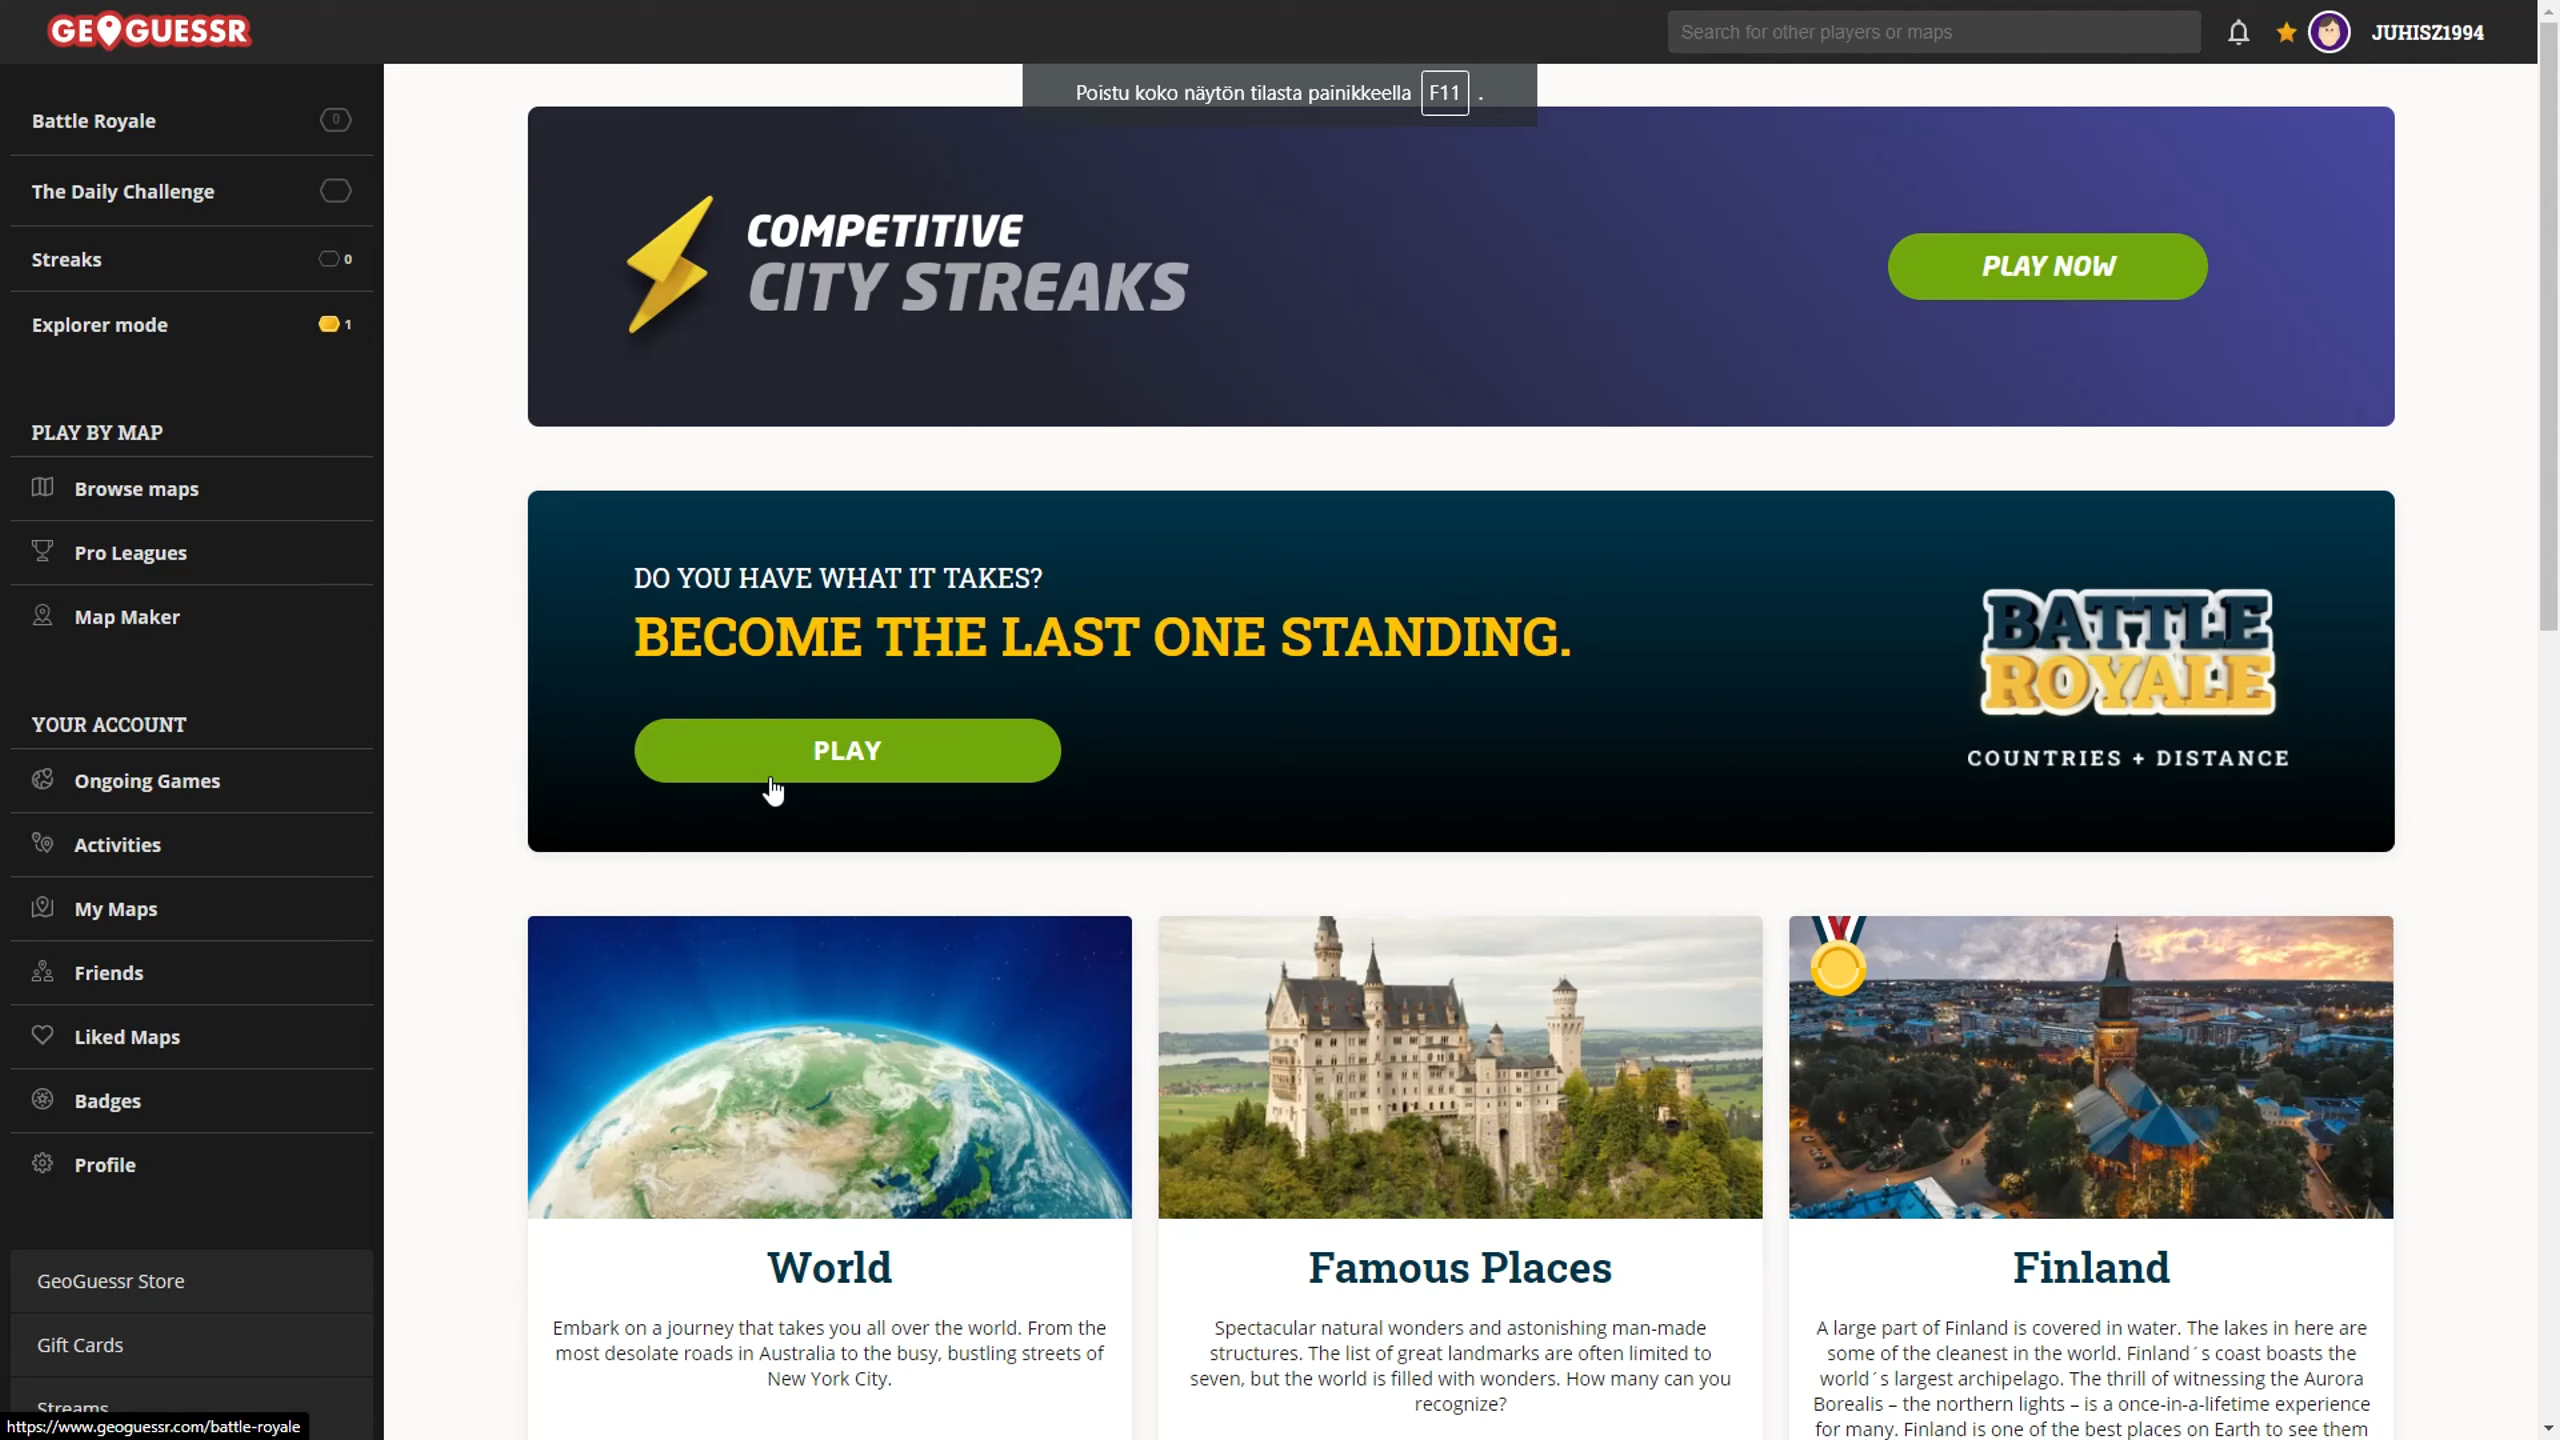 GEOGUESSR
Search for other players or maps
JUHISZ1994
Poistu koko näytön tilasta painikkeella F11 .
Battle Royale 0
The Daily Challenge
Streaks 0
Explorer mode 1
PLAY BY MAP
Browse maps
Pro Leagues
Map Maker
YOUR ACCOUNT
Ongoing Games
Activities
My Maps
Friends
Liked Maps
Badges
Profile
GeoGuessr Store
Gift Cards
Streams
https://www.geoguessr.com/battle-royale
COMPETITIVE
CITY STREAKS
PLAY NOW
DO YOU HAVE WHAT IT TAKES?
BECOME THE LAST ONE STANDING.
PLAY
BATTLE
ROYALE
COUNTRIES + DISTANCE
World
Embark on a journey that takes you all over the world. From the
most desolate roads in Australia to the busy, bustling streets of
New York City.
Famous Places
Spectacular natural wonders and astonishing man-made
structures. The list of great landmarks are often limited to
seven, but the world is filled with wonders. How many can you
recognize?
Finland
A large part of Finland is covered in water. The lakes in here are
some of the cleanest in the world. Finland´s coast boasts the
world´s largest archipelago. The thrill of witnessing the Aurora
Borealis – the northern lights – is a once-in-a-lifetime experience
for many. Finland is one of the best places on Earth to see them